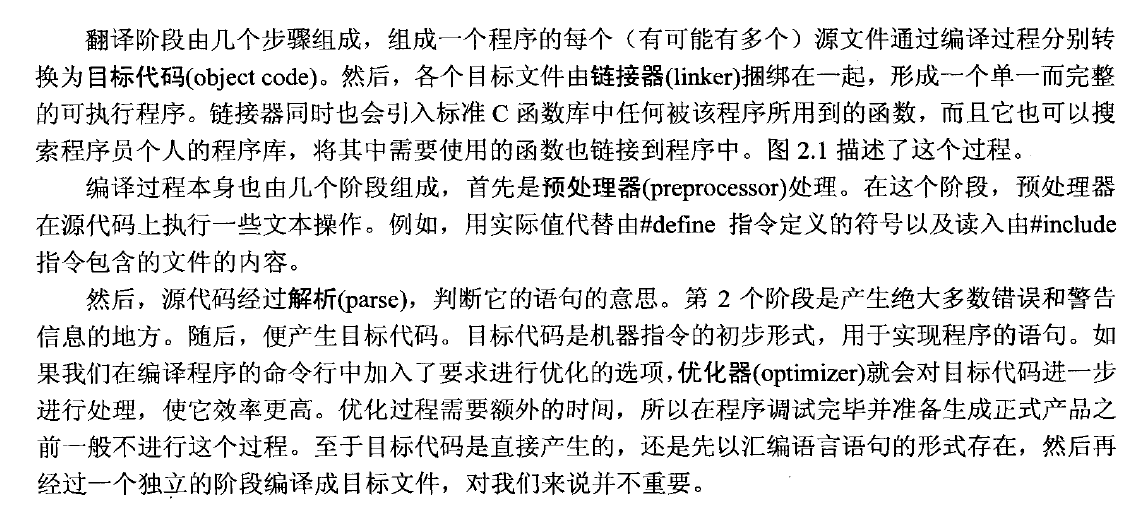 翻译阶段由几个步骤组成，组成一个程序的每个（有可能有多个）源文件通过编译过程分别转
换为目标代码(object code)。然后，各个目标文件由链接器(linker)捆绑在一起，形成一个单一而完整
的可执行程序。链接器同时也会引入标准 C 函数库中任何被该程序所用到的函数，而且它也可以搜
索程序员个人的程序库，将其中需要使用的函数也链接到程序中。图 2.1 描述了这个过程。
编译过程本身也由几个阶段组成，首先是预处理器(preprocessor)处理。在这个阶段，预处理器
在源代码上执行一些文本操作。例如，用实际值代替由#define 指令定义的符号以及读入由#include
指令包含的文件的内容。
然后，源代码经过解析(parse)，判断它的语句的意思。第 2 个阶段是产生绝大多数错误和警告
信息的地方。随后，便产生目标代码。目标代码是机器指令的初步形式，用于实现程序的语句。如
果我们在编译程序的命令行中加入了要求进行优化的选项,优化器(optimizer)就会对目标代码进一步
进行处理，使它效率更高。优化过程需要额外的时间，所以在程序调试完毕并准备生成正式产品之
前一般不进行这个过程。至于目标代码是直接产生的，还是先以汇编语言语句的形式存在，然后再
经过一个独立的阶段编译成目标文件，对我们来说并不重要。